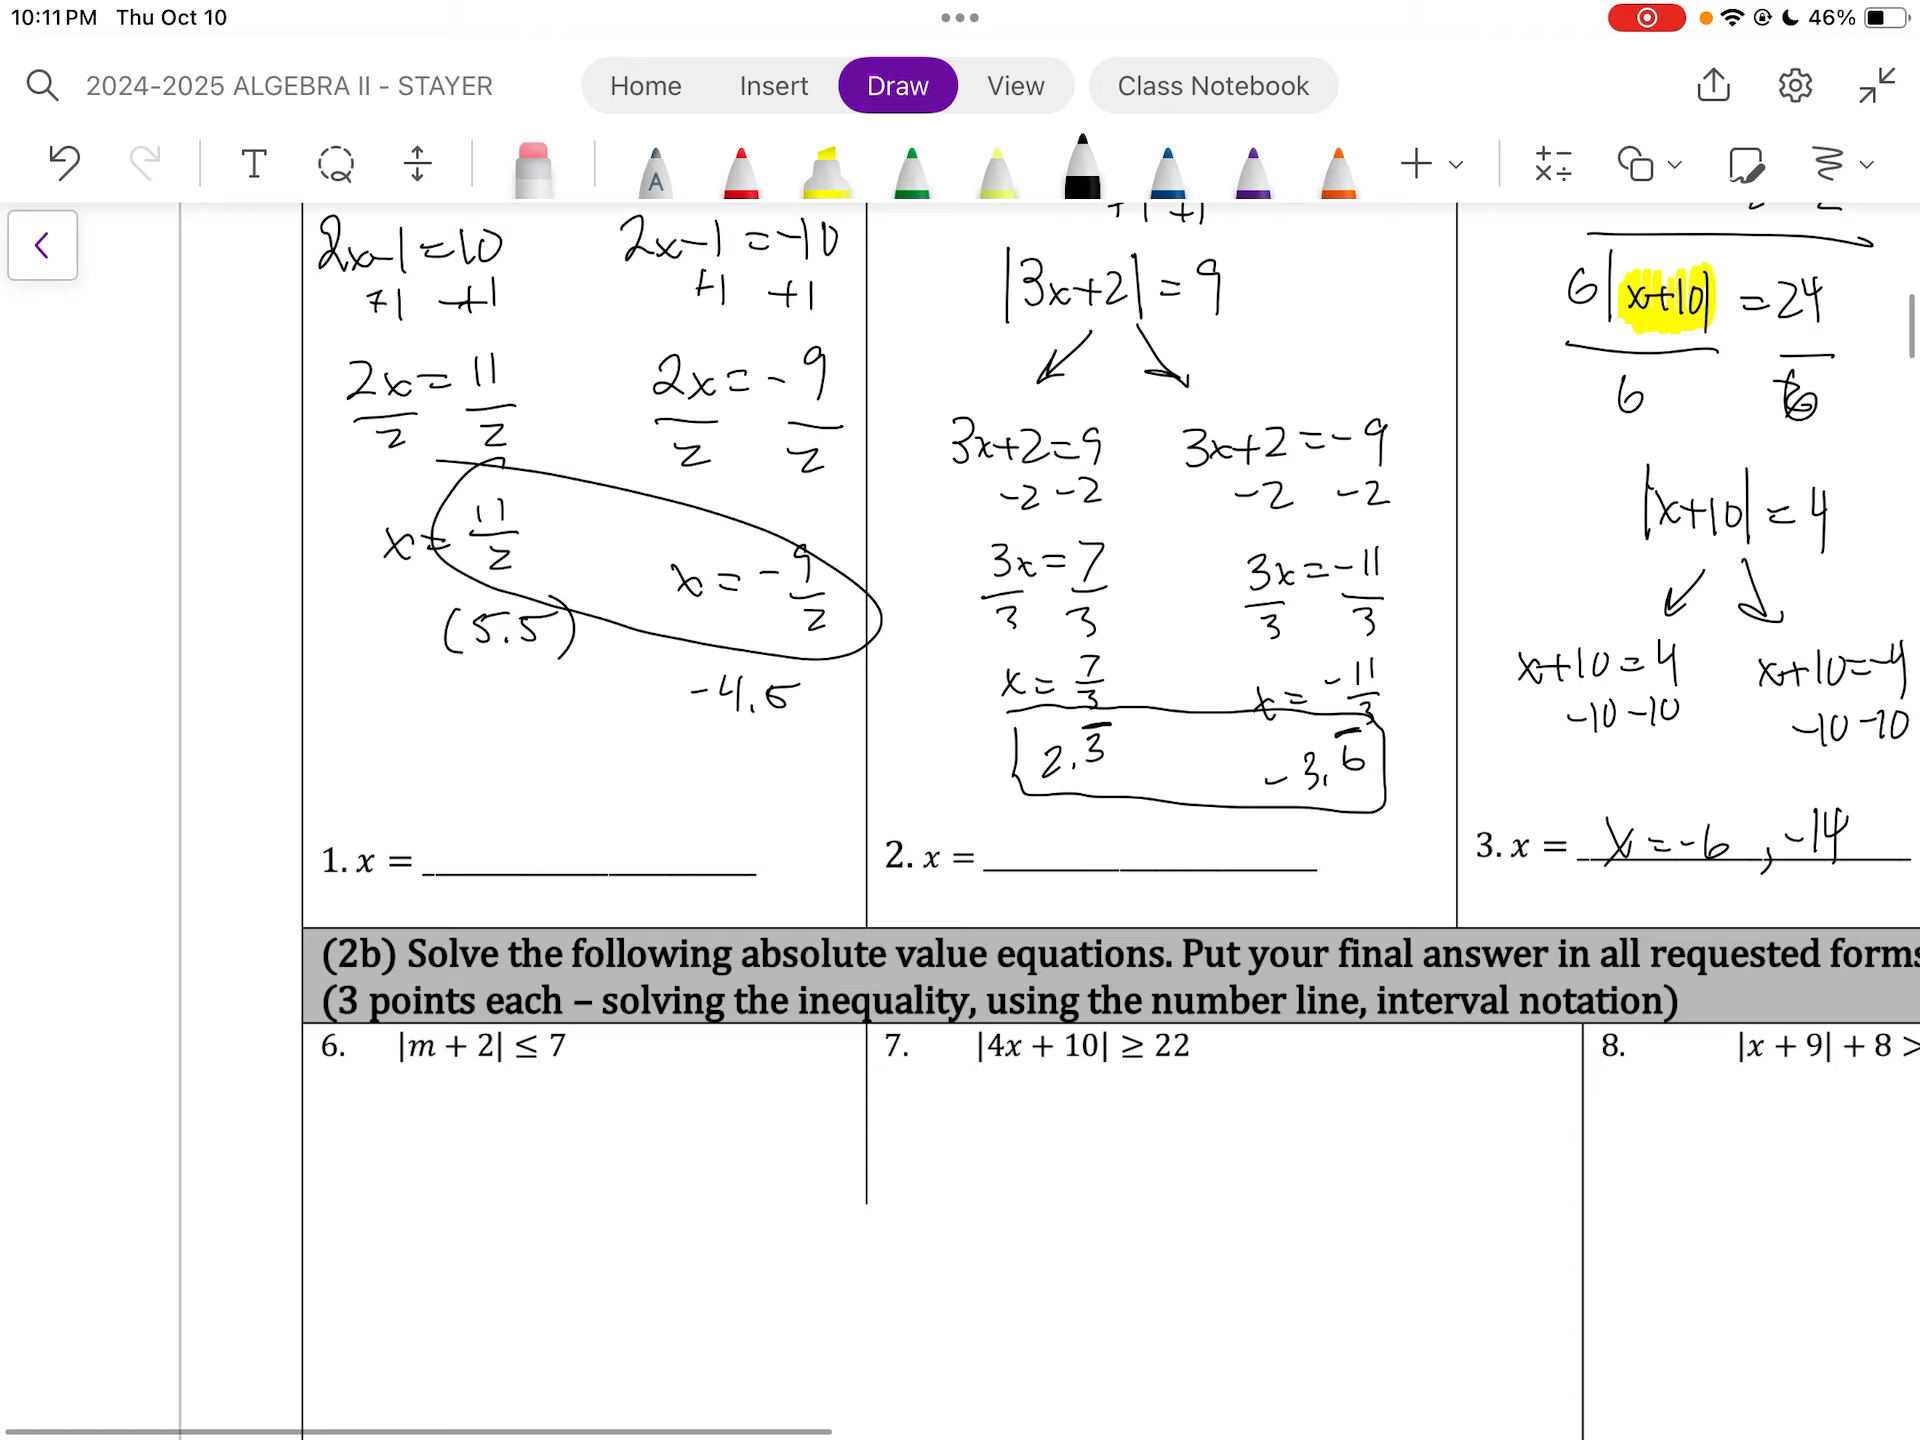 10:11 PM Thu Oct 10
46%
2024-2025 ALGEBRA II - STAYER
Home Insert Draw View Class Notebook
T
A
2x-1=10
+1 +1
2x = 11
2 2
x = 11/2
(5.5)
2x-1=-10
+1 +1
2x = -9
2 2
x = -9/2
-4.5
1. x =
+1 +1
|3x+2| = 9
3x+2=9
-2 -2
3x = 7
3 3
x = 7/3
2.3̅
3x+2=-9
-2 -2
3x = -11
3 3
x = -11/3
-3.6̅
2. x =
6|x+10| = 24
6 6
|x+10| = 4
x+10=4
-10 -10
x+10=-4
-10 -10
3. x = x = -6, -14
(2b) Solve the following absolute value equations. Put your final answer in all requested forms
(3 points each – solving the inequality, using the number line, interval notation)
6. |m + 2| ≤ 7
7. |4x + 10| ≥ 22
8. |x + 9| + 8 >